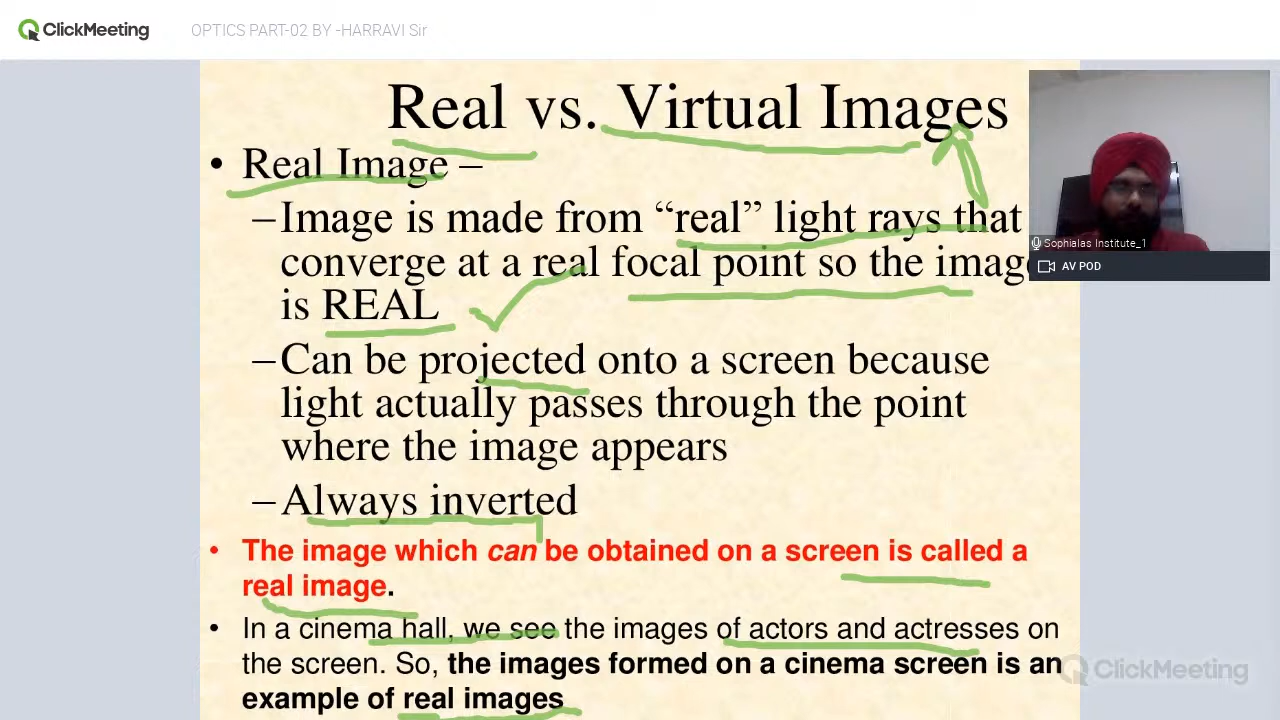 ClickMeeting OPTICS PART-02 BY -HARRAVI Sir
Real vs. Virtual Images
• Real Image –
–Image is made from “real” light rays that
converge at a real focal point so the image
is REAL
–Can be projected onto a screen because
light actually passes through the point
where the image appears
–Always inverted
• The image which can be obtained on a screen is called a
real image.
• In a cinema hall, we see the images of actors and actresses on
the screen. So, the images formed on a cinema screen is an
example of real images
Sophialas Institute_1
AV POD
ClickMeeting